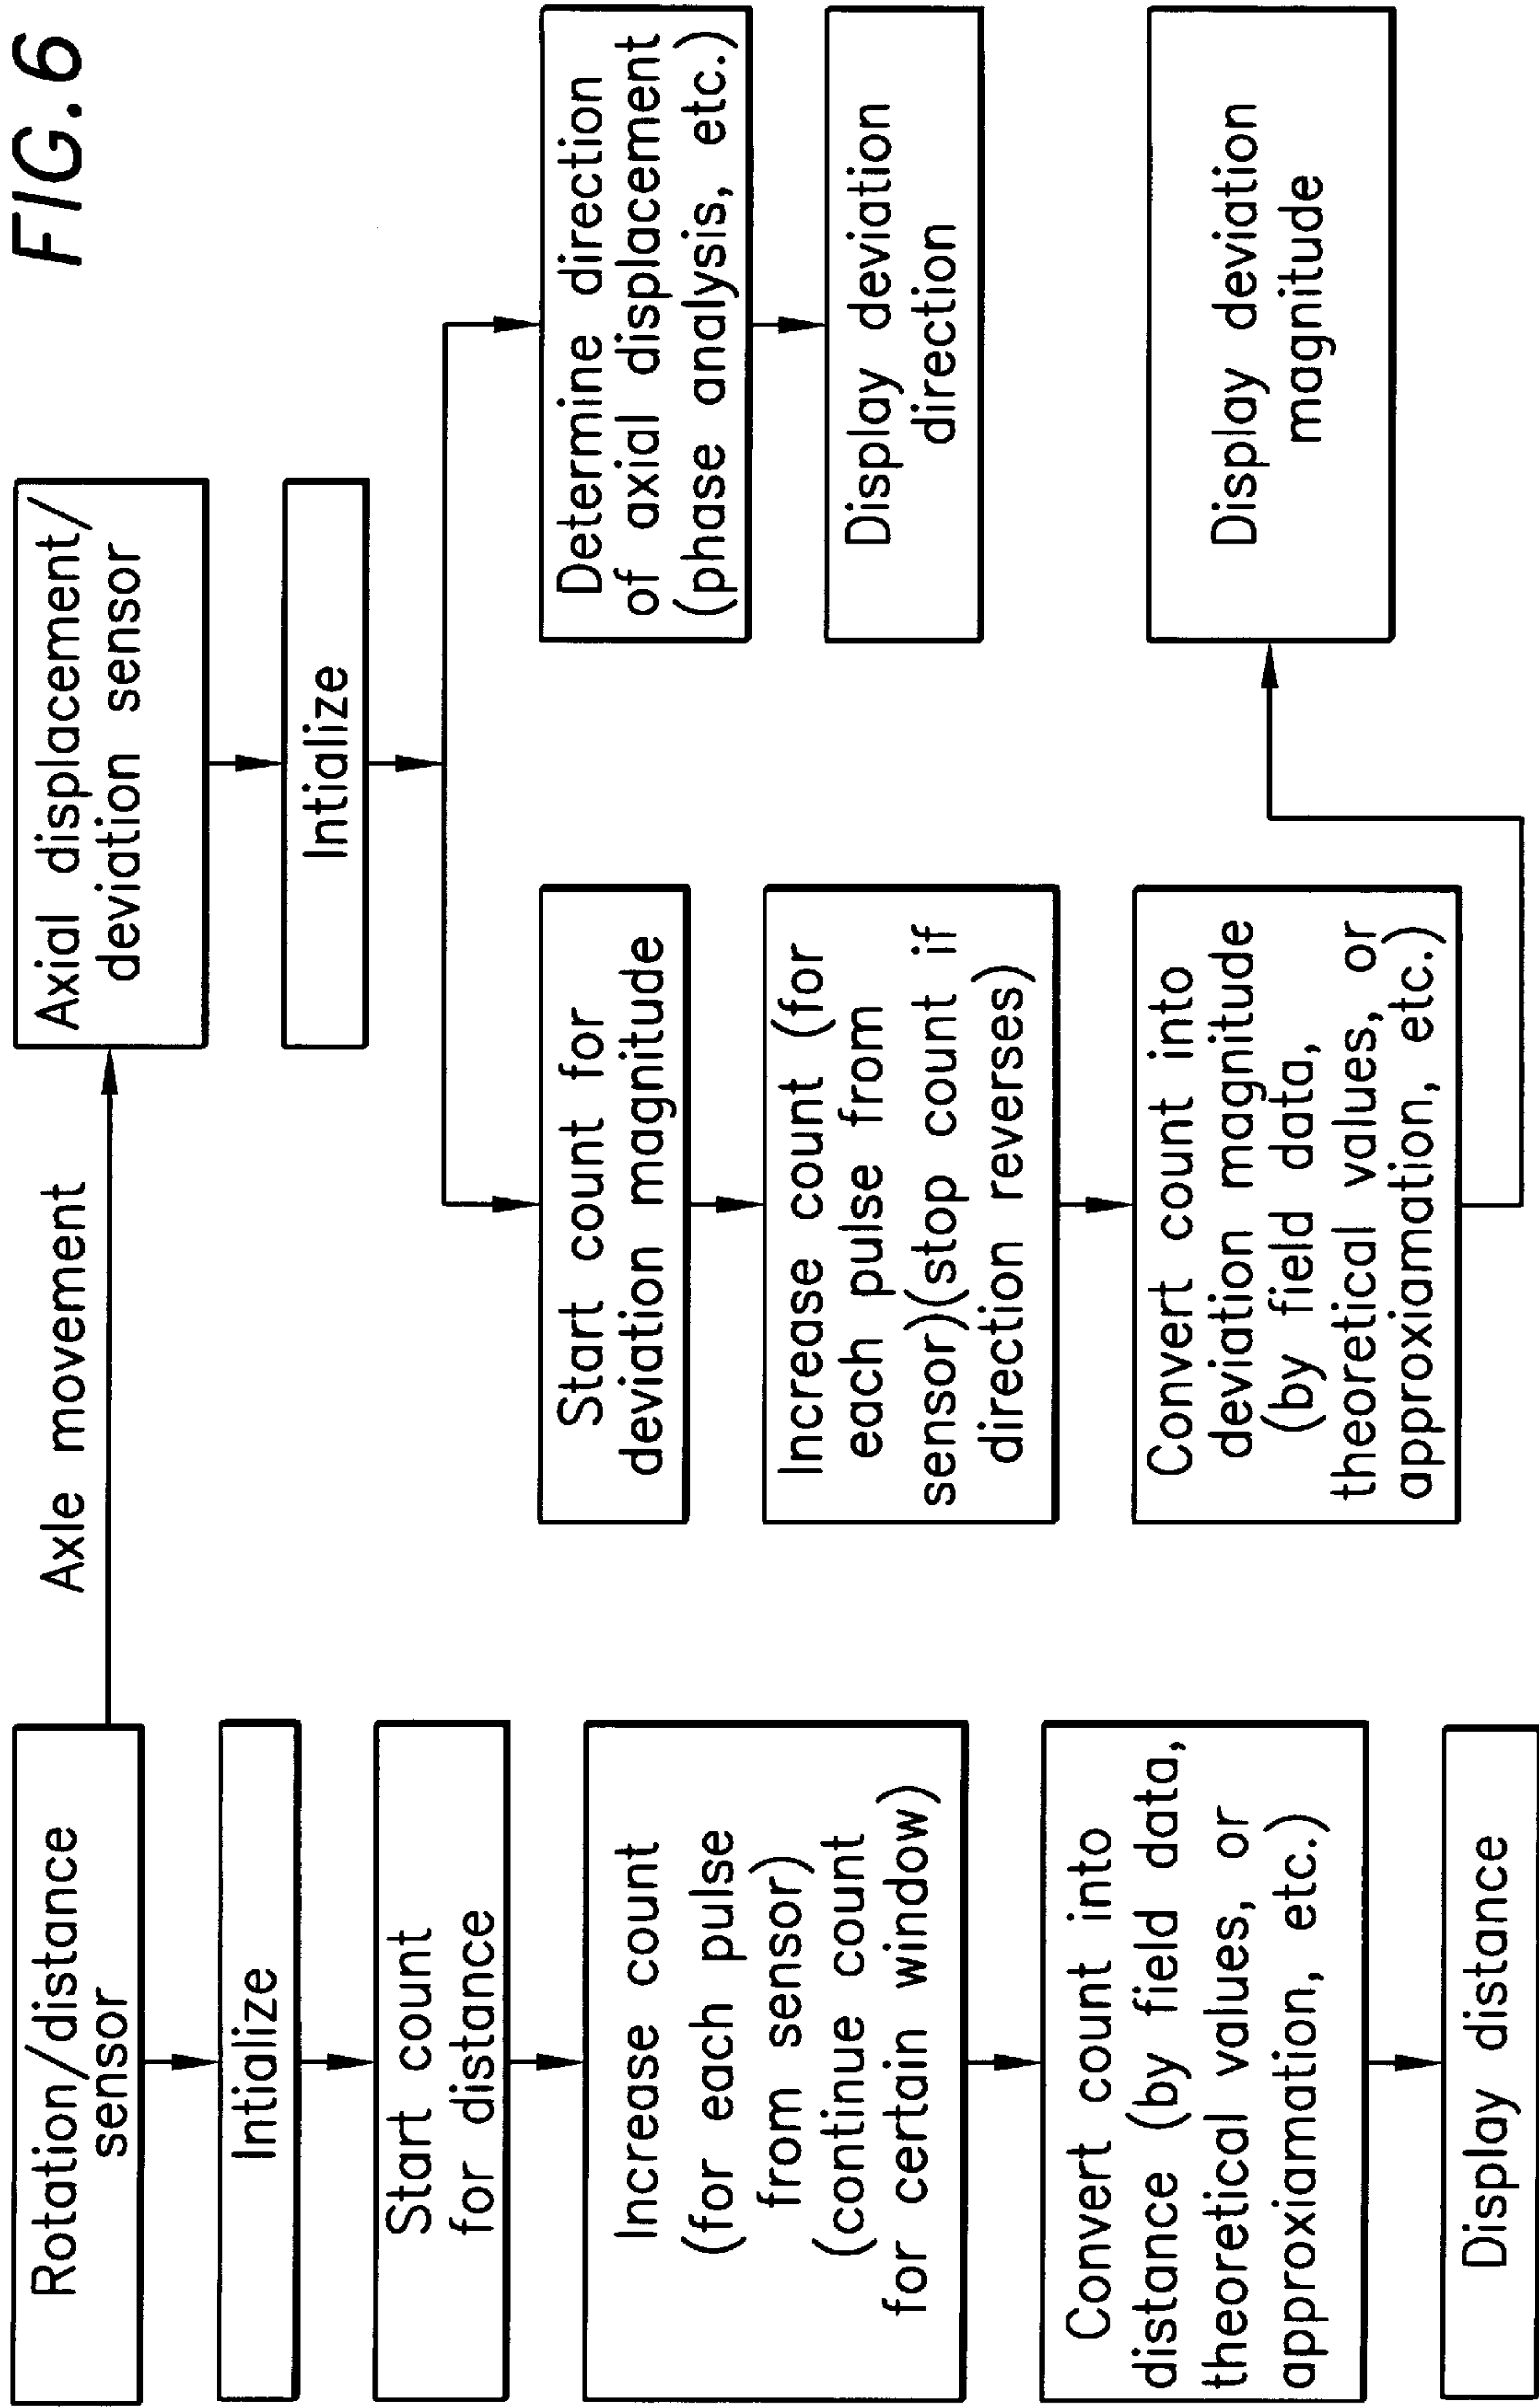 FIG.6
Rotation/distance
sensor
Axle movement
Axial displacement/
deviation sensor
Intialize
Start count
for distance
Increase count
(for each pulse
from sensor)
(continue count
for certain window)
Convert count into
distance (by field data,
theoretical values, or
approxiamation, etc.)
Display distance
Intialize
Start count for
deviation magnitude
Increase count (for
each pulse from
sensor)(stop count if
direction reverses)
Convert count into
deviation magnitude
(by field data,
theoretical values, or
approxiamation, etc.)
Determine direction
of axial displacement
(phase analysis, etc.)
Display deviation
direction
Display deviation
magnitude